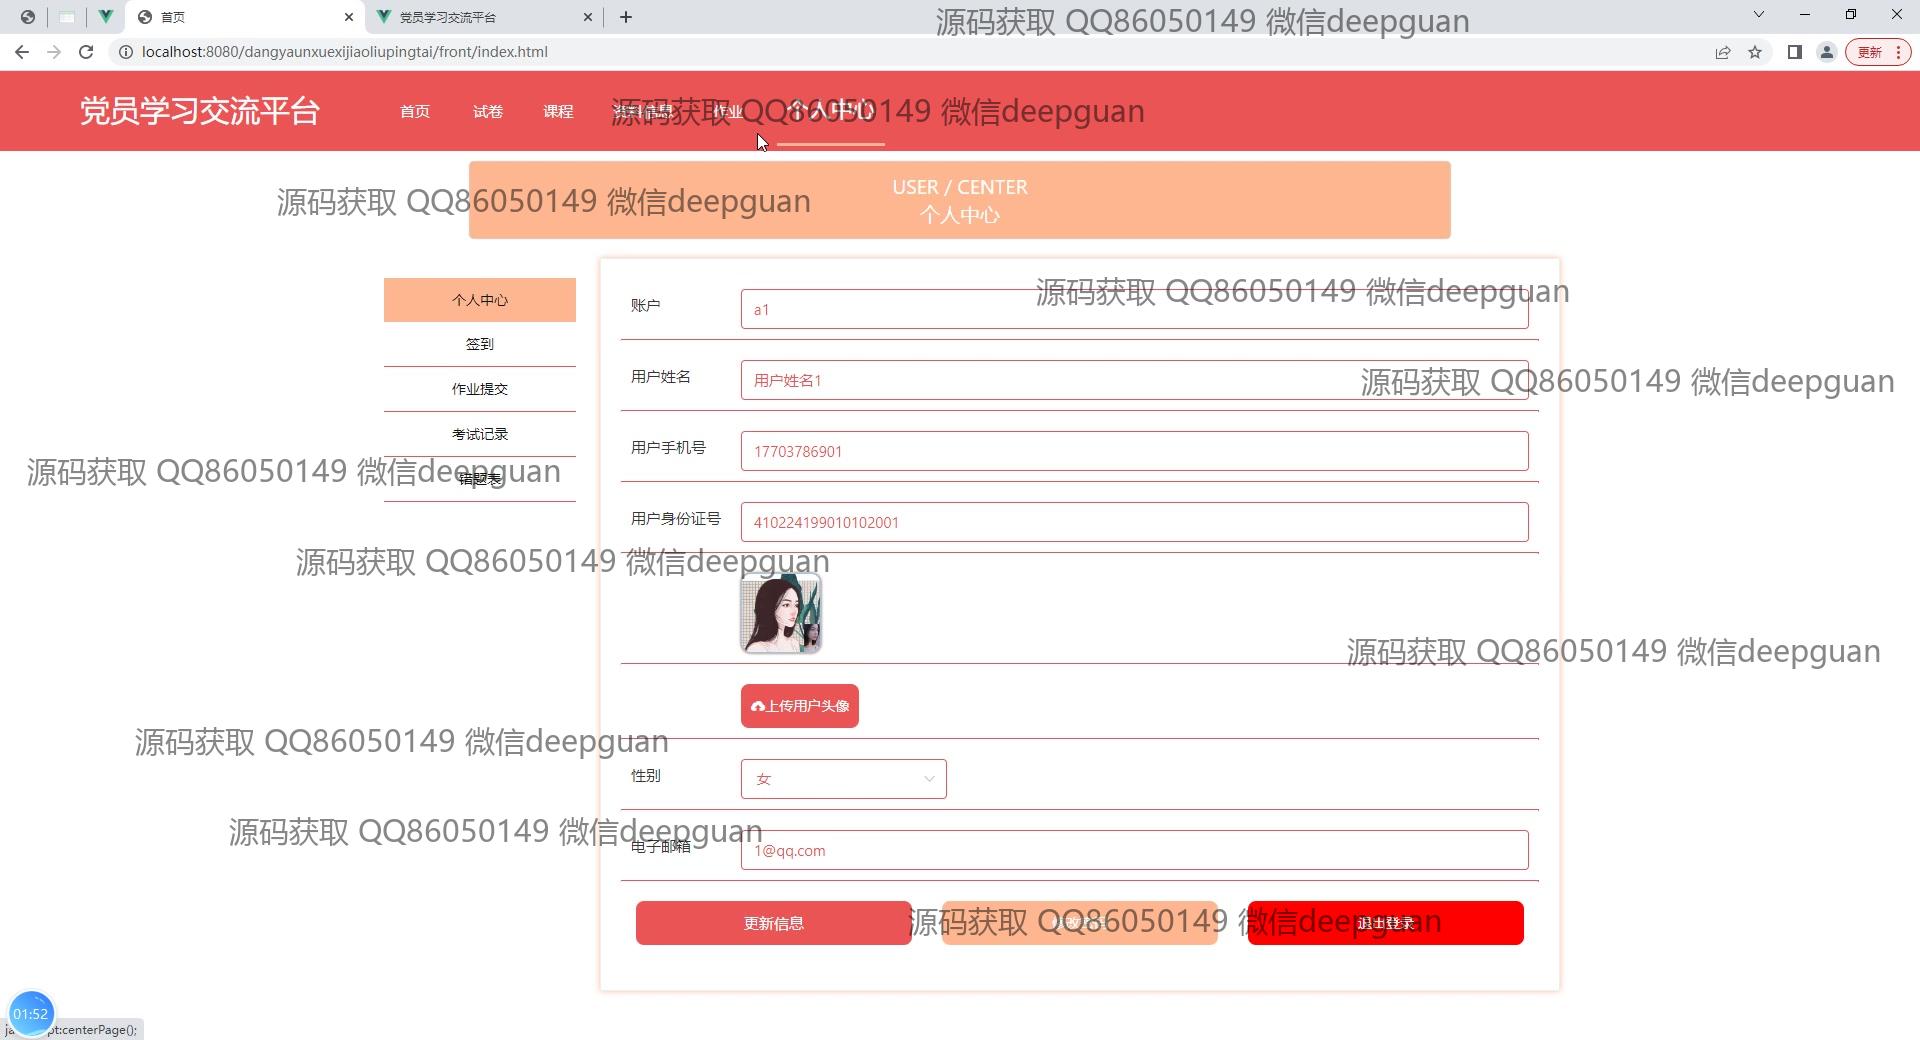 首页
党员学习交流平台
源码获取 QQ86050149 微信deepguan
localhost:8080/dangyaunxuexijiaoliupingtai/front/index.html
更新
党员学习交流平台
首页
试卷
课程
资料信息
作业
个人中心
源码获取 QQ86050149 微信deepguan
USER / CENTER
个人中心
源码获取 QQ86050149 微信deepguan
个人中心
签到
作业提交
考试记录
错题表
源码获取 QQ86050149 微信deepguan
账户
a1
源码获取 QQ86050149 微信deepguan
用户姓名
用户姓名1
源码获取 QQ86050149 微信deepguan
用户手机号
17703786901
用户身份证号
410224199010102001
源码获取 QQ86050149 微信deepguan
源码获取 QQ86050149 微信deepguan
上传用户头像
源码获取 QQ86050149 微信deepguan
性别
女
源码获取 QQ86050149 微信deepguan
电子邮箱
1@qq.com
更新信息
源码获取 QQ86050149 微信deepguan
退出登录
01:52
pt:centerPage();